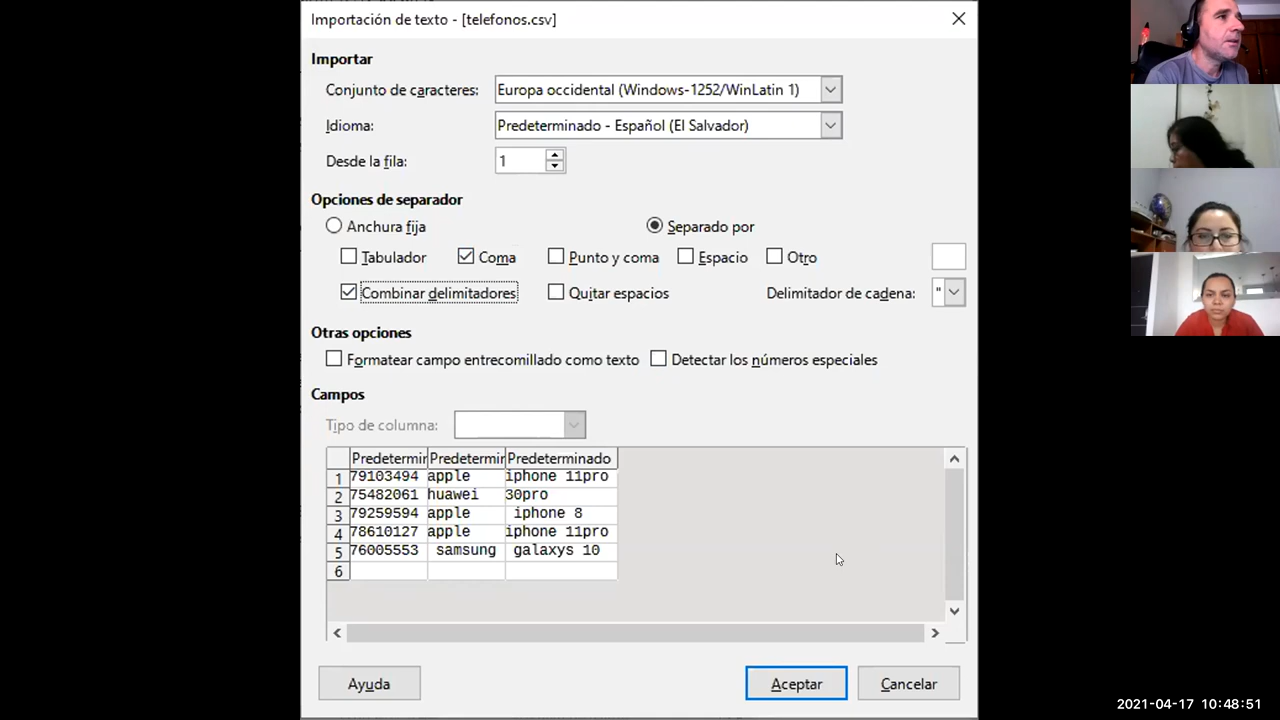 Importación de texto - [telefonos.csv]
Importar
Conjunto de caracteres: Europa occidental (Windows-1252/WinLatin 1)
Idioma: Predeterminado - Español (El Salvador)
Desde la fila: 1
Opciones de separador
Anchura fija Separado por
Tabulador Coma Punto y coma Espacio Otro
Combinar delimitadores Quitar espacios Delimitador de cadena: "
Otras opciones
Formatear campo entrecomillado como texto Detectar los números especiales
Campos
Tipo de columna:
Predetermir Predetermir Predeterminado
1 79103494 apple iphone 11pro
2 75482061 huawei 30pro
3 79259594 apple iphone 8
4 78610127 apple iphone 11pro
5 76005553 samsung galaxys 10
6
Ayuda Aceptar Cancelar
2021-04-17 10:48:51